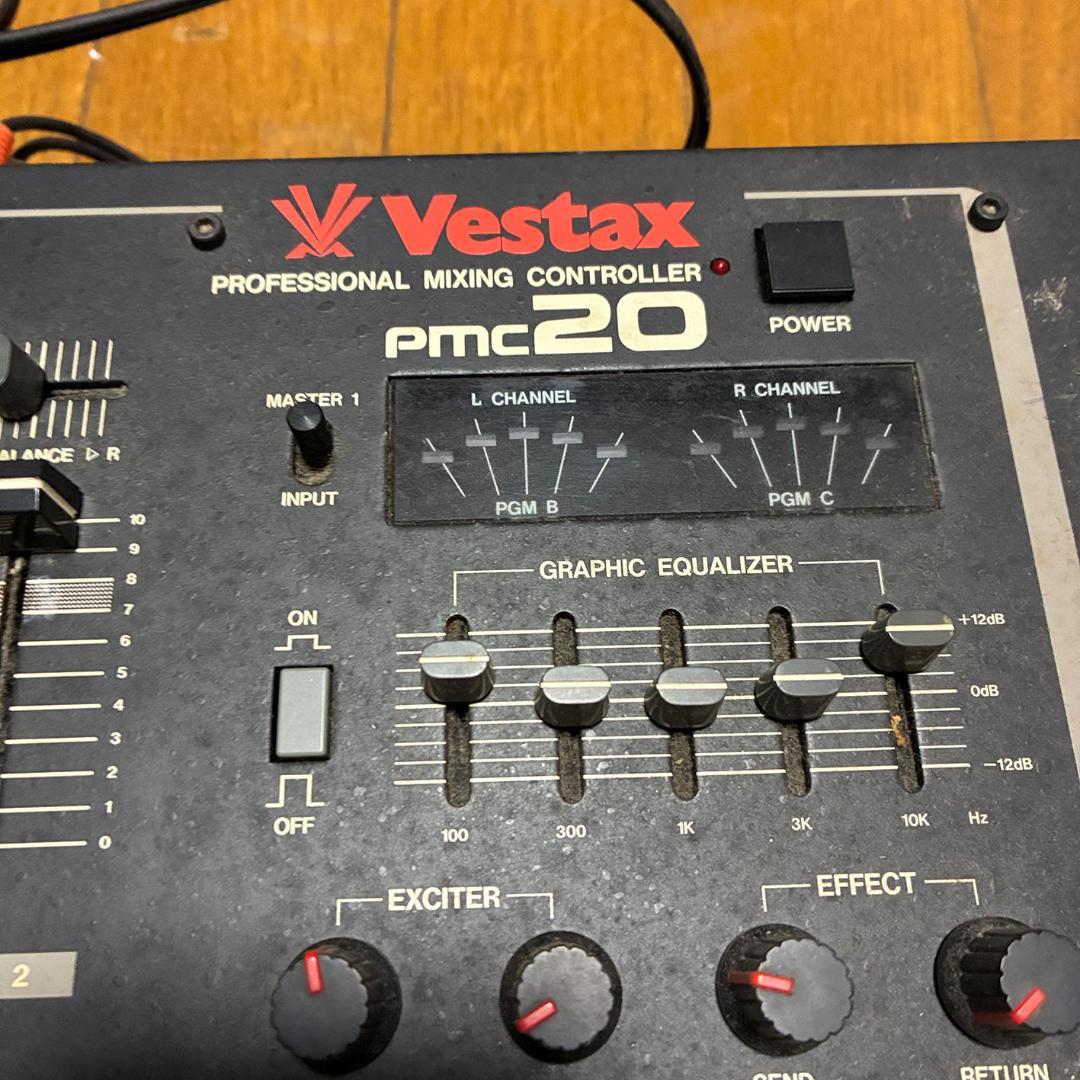 Vestax
PROFESSIONAL MIXING CONTROLLER
PMC20
POWER
MASTER 1
INPUT
L CHANNEL
R CHANNEL
PGM B
PGM C
ALANCE ▷ R
10
9
8
7
6
5
4
3
2
1
0
GRAPHIC EQUALIZER
+12dB
0dB
−12dB
100 300 1K 3K 10K Hz
ON
OFF
EXCITER
EFFECT
2
SEND
RETURN